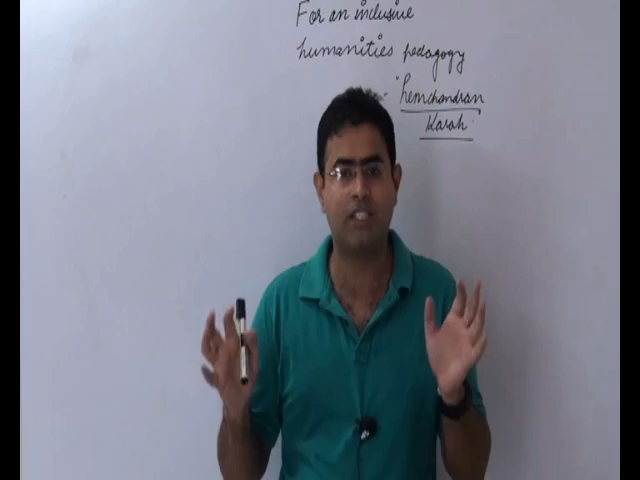 For an inclusive
humanities pedagogy
- Hemchandran
Karah